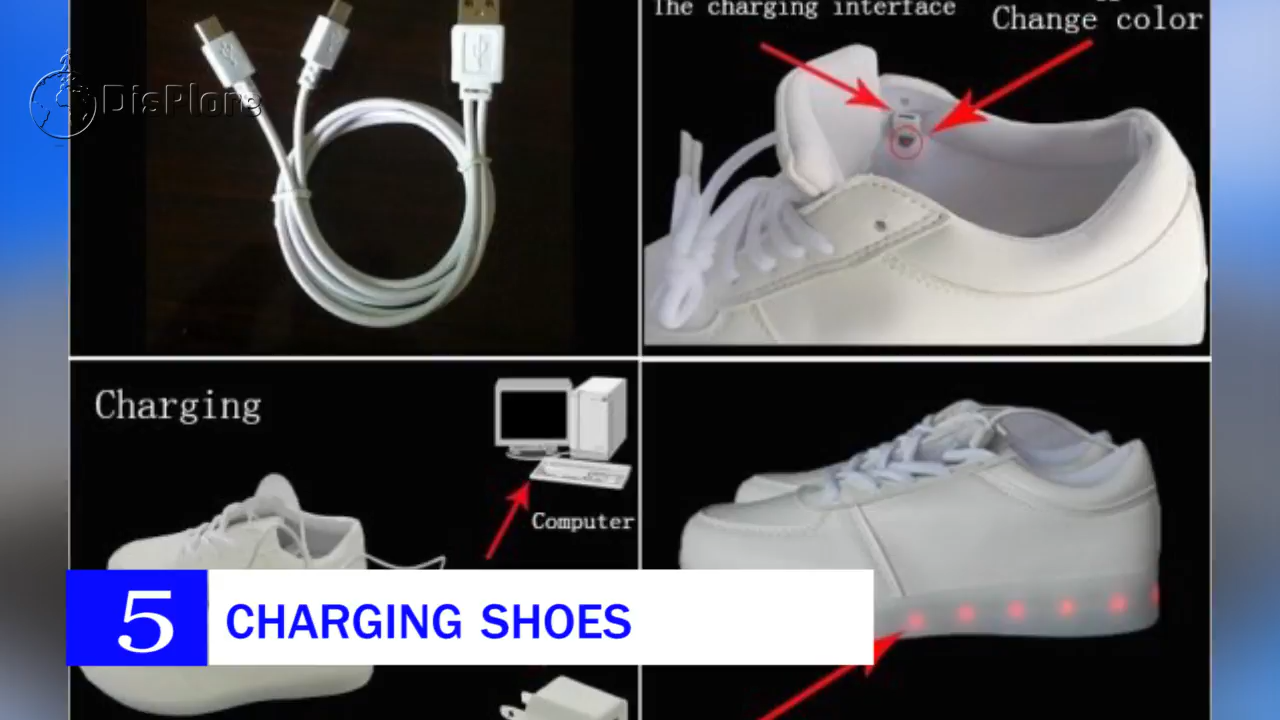 The charging interface
Change color
DisPlore
Charging
Computer
5
CHARGING SHOES